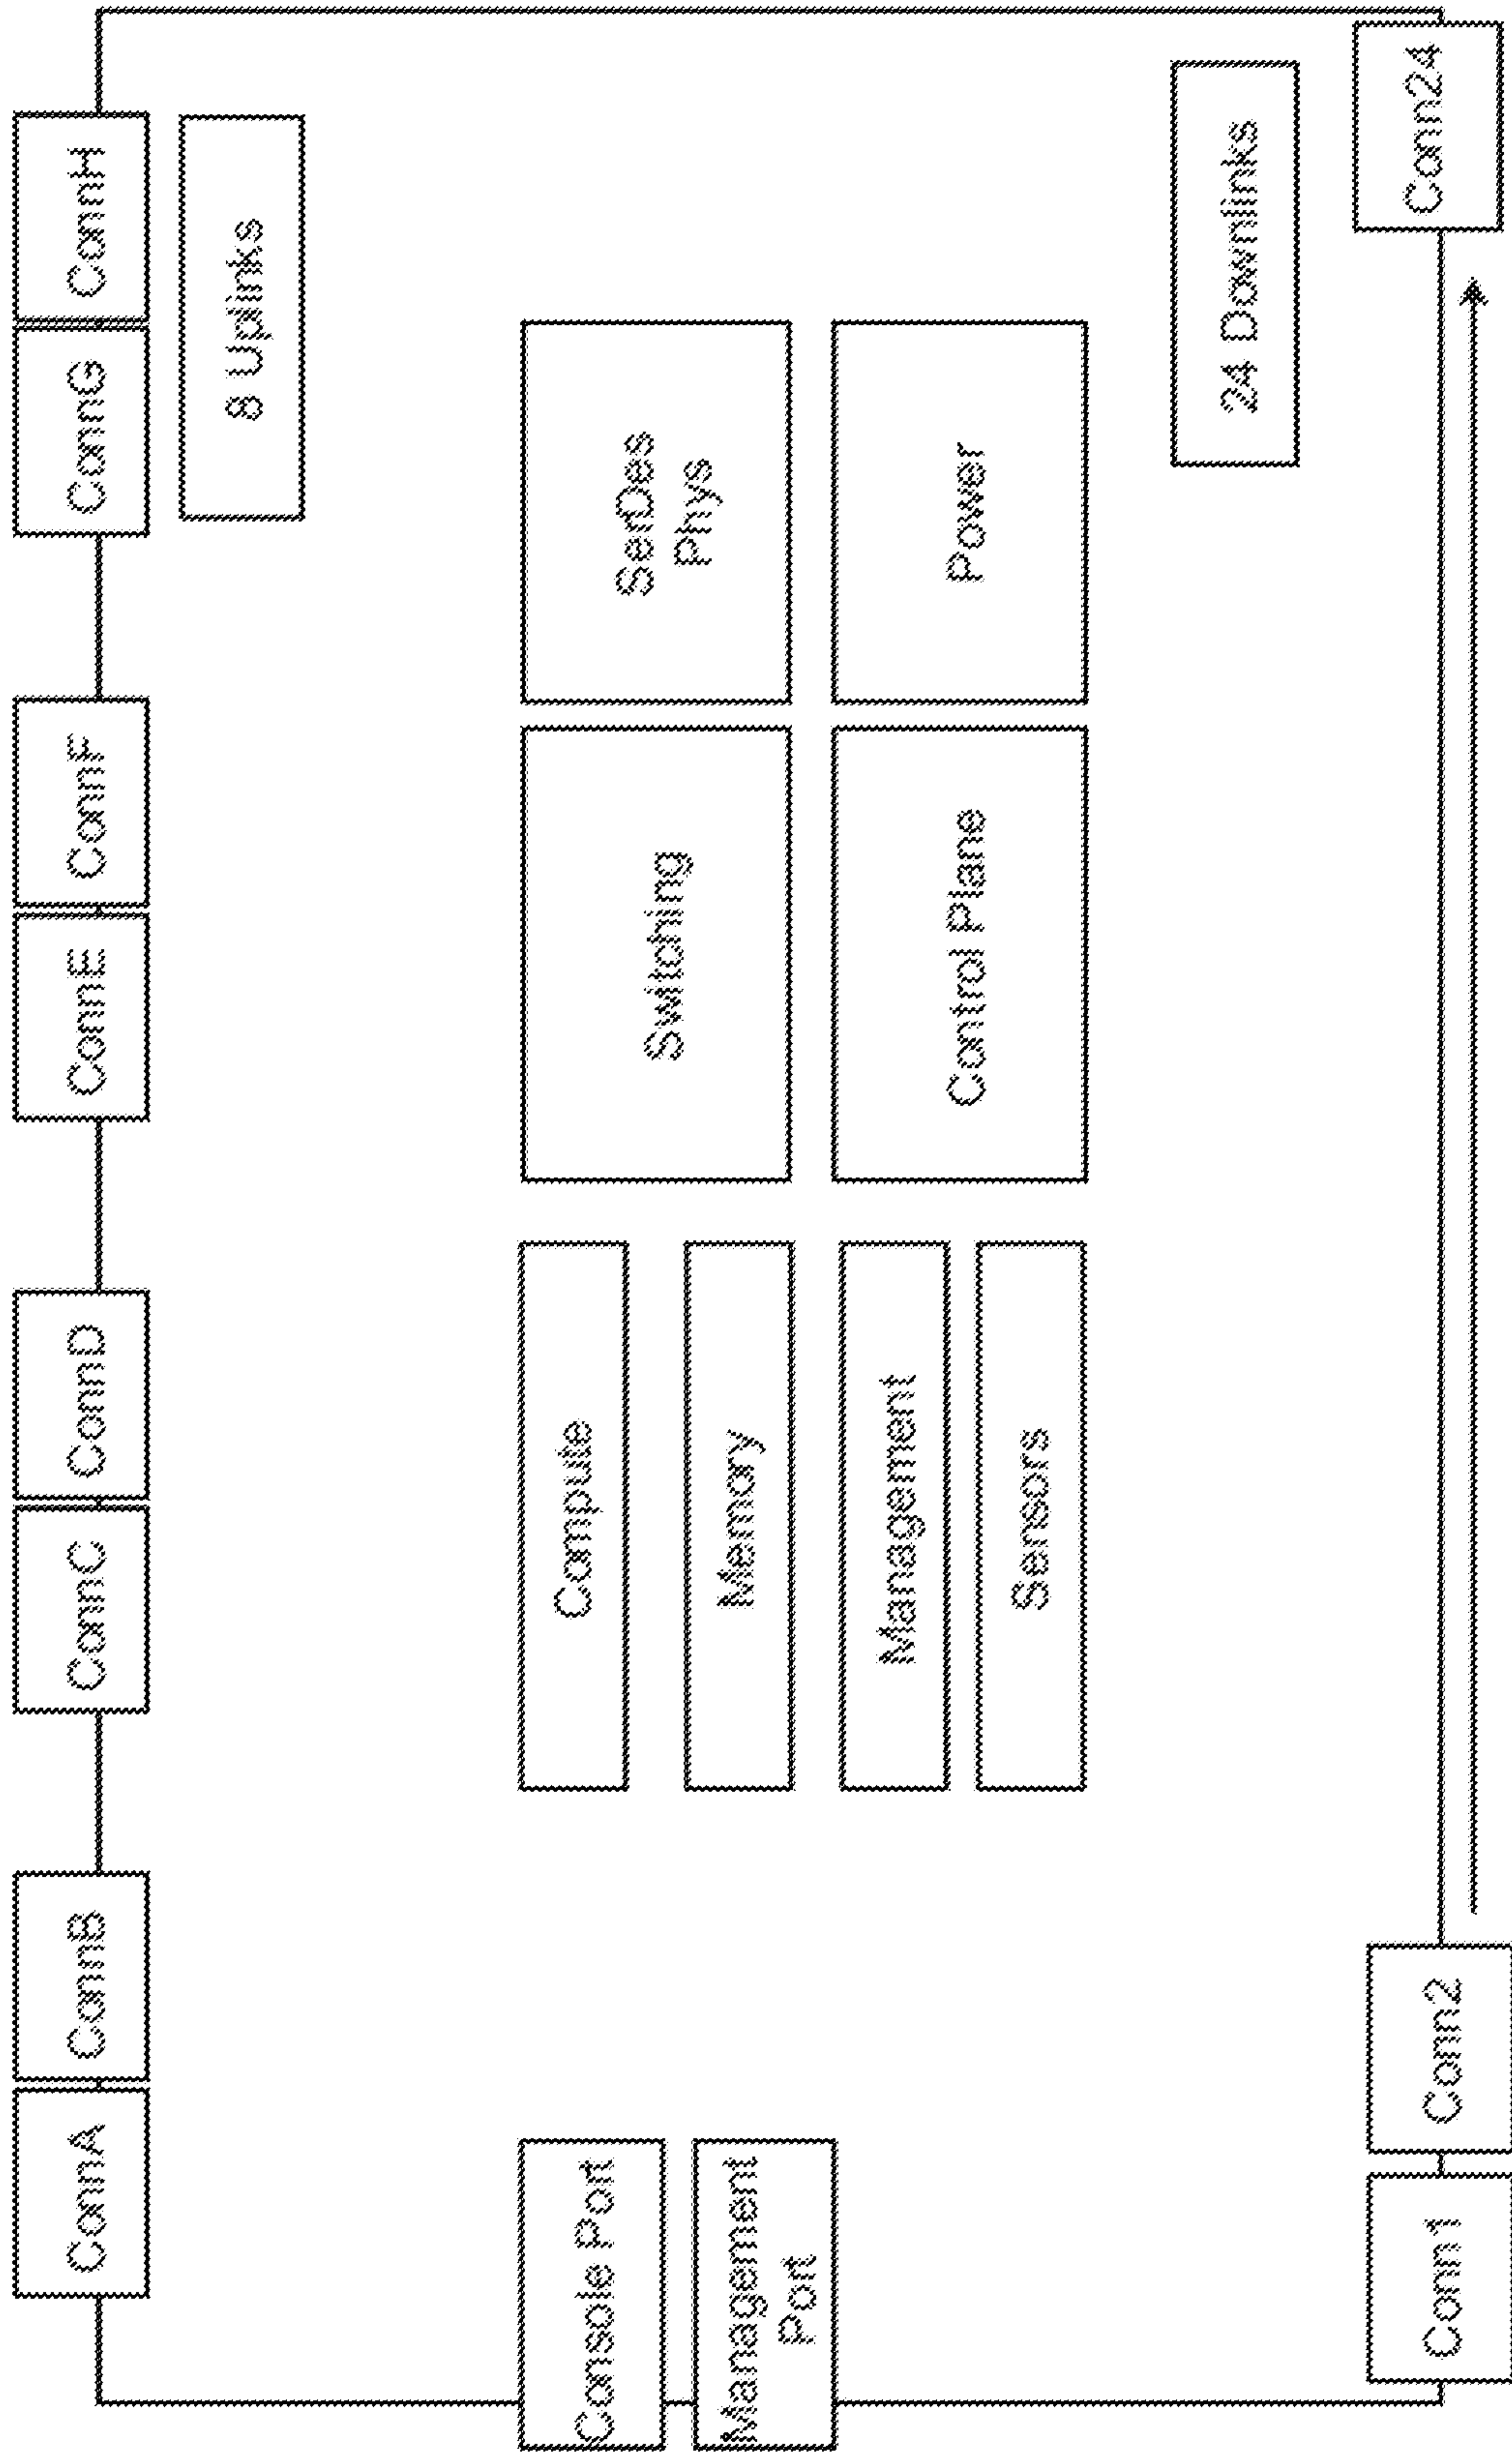 ConnA
ConnB
ConnC
ConnD
ConnE
ConnF
ConnG
ConnH
8 Uplinks
Console Port
Management
Port
Compute
Memory
Management
Sensors
Switching
SerDes
Phys
Control Plane
Power
24 Downlinks
Conn1
Conn2
Conn24